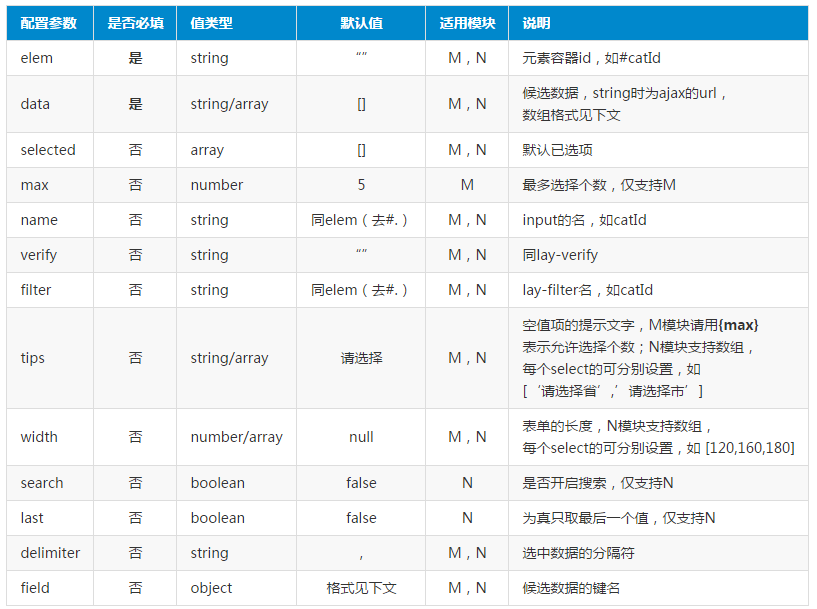 配置参数 是否必填 值类型 默认值 适用模块 说明
elem 是 string “” M，N 元素容器id，如#catId
data 是 string/array [] M，N 候选数据，string时为ajax的url，
数组格式见下文
selected 否 array [] M，N 默认已选项
max 否 number 5 M 最多选择个数，仅支持M
name 否 string 同elem（去#.） M，N input的名，如catId
verify 否 string “” M，N 同lay-verify
filter 否 string 同elem（去#.） M，N lay-filter名，如catId
tips 否 string/array 请选择 M，N 空值项的提示文字，M模块请用{max}
表示允许选择个数；N模块支持数组，
每个select的可分别设置，如
[‘请选择省’,’请选择市’]
width 否 number/array null M，N 表单的长度，N模块支持数组，
每个select的可分别设置，如 [120,160,180]
search 否 boolean false N 是否开启搜索，仅支持N
last 否 boolean false N 为真只取最后一个值，仅支持N
delimiter 否 string , M，N 选中数据的分隔符
field 否 object 格式见下文 M，N 候选数据的键名